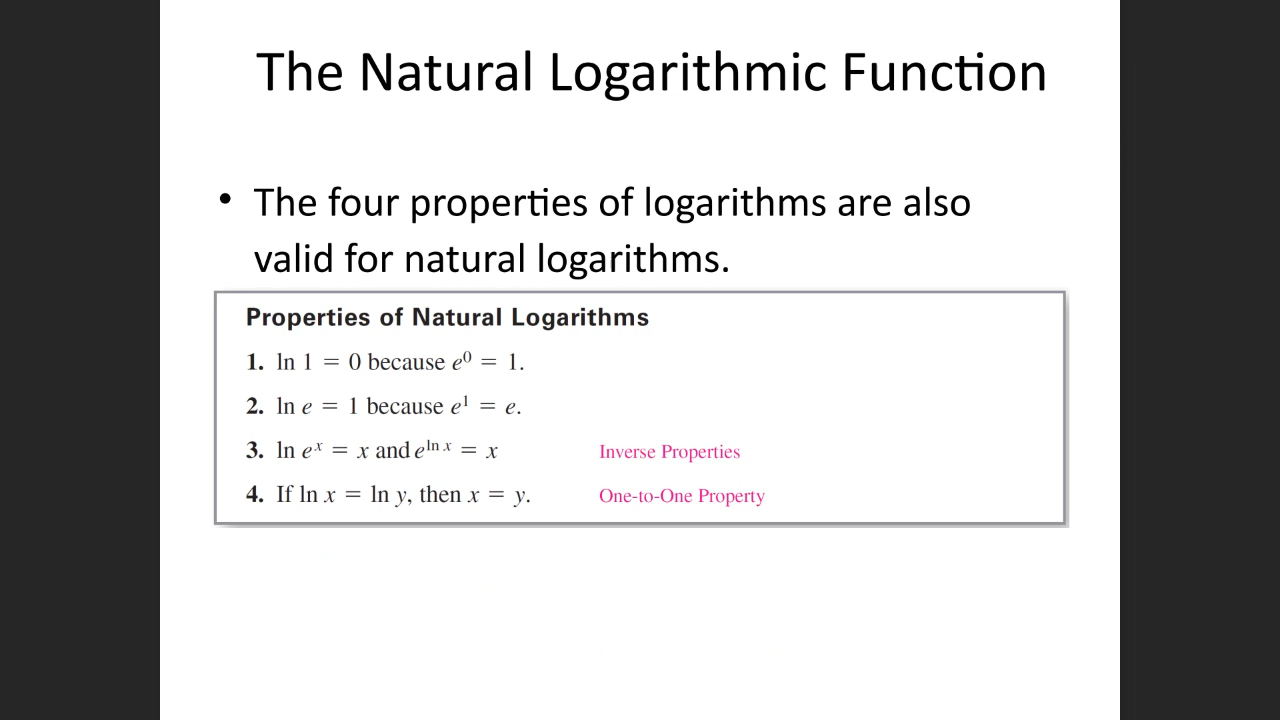 The Natural Logarithmic Function
• The four properties of logarithms are also
valid for natural logarithms.
Properties of Natural Logarithms
1. ln 1 = 0 because e⁰ = 1.
2. ln e = 1 because e¹ = e.
3. ln eˣ = x and e^(ln x) = x Inverse Properties
4. If ln x = ln y, then x = y. One-to-One Property